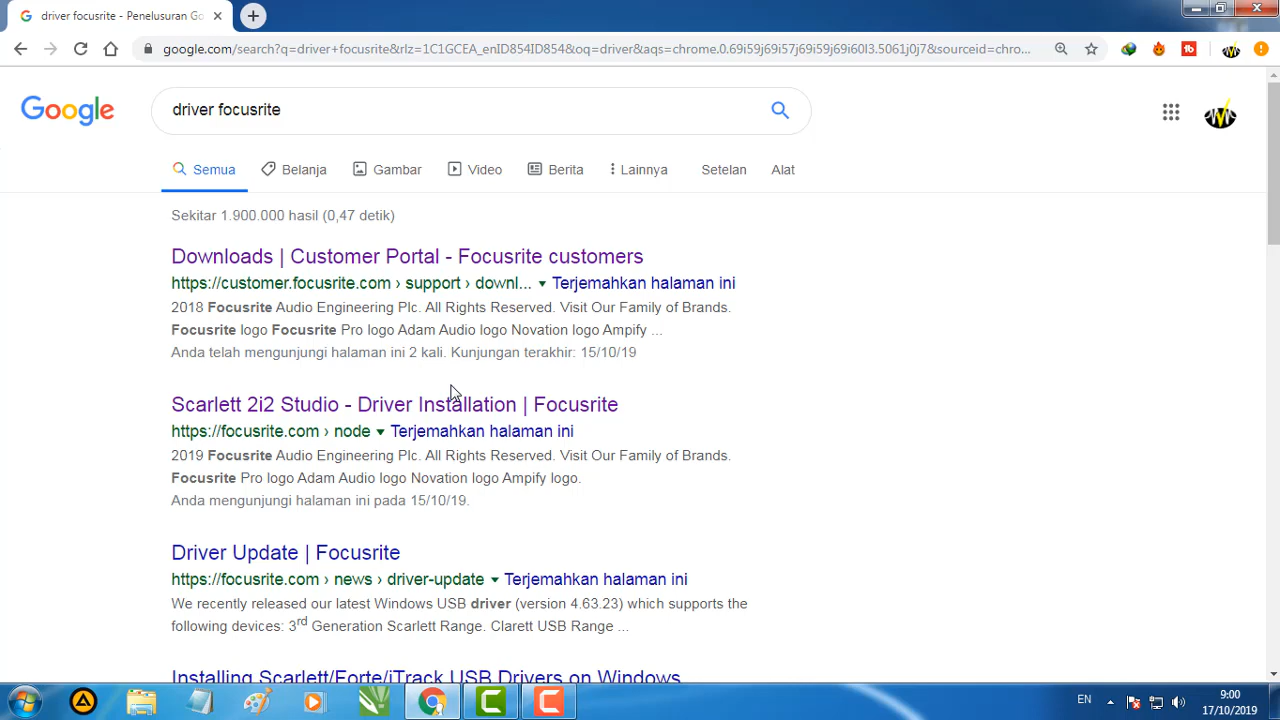 driver focusrite - Penelusuran Go
google.com/search?q=driver+focusrite&rlz=1C1GCEA_enID854ID854&oq=driver&aqs=chrome.0.69i59j69i57j69i59j69i60l3.5061j0j7&sourceid=chro...
Google
driver focusrite
Semua
Belanja
Gambar
Video
Berita
Lainnya
Setelan
Alat
Sekitar 1.900.000 hasil (0,47 detik)
Downloads | Customer Portal - Focusrite customers
https://customer.focusrite.com › support › downl... ▾ Terjemahkan halaman ini
2018 Focusrite Audio Engineering Plc. All Rights Reserved. Visit Our Family of Brands.
Focusrite logo Focusrite Pro logo Adam Audio logo Novation logo Ampify ...
Anda telah mengunjungi halaman ini 2 kali. Kunjungan terakhir: 15/10/19
Scarlett 2i2 Studio - Driver Installation | Focusrite
https://focusrite.com › node ▾ Terjemahkan halaman ini
2019 Focusrite Audio Engineering Plc. All Rights Reserved. Visit Our Family of Brands.
Focusrite Pro logo Adam Audio logo Novation logo Ampify logo.
Anda mengunjungi halaman ini pada 15/10/19.
Driver Update | Focusrite
https://focusrite.com › news › driver-update ▾ Terjemahkan halaman ini
We recently released our latest Windows USB driver (version 4.63.23) which supports the
following devices: 3rd Generation Scarlett Range. Clarett USB Range ...
Installing Scarlett/Forte/iTrack USB Drivers on Windows
EN
9:00
17/10/2019